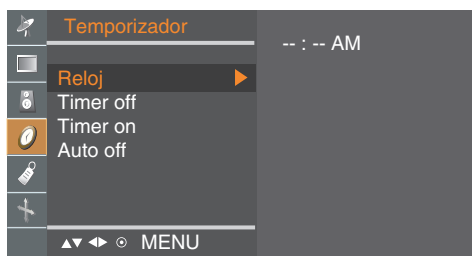 Temporizador
-- : -- AM
Reloj
Timer off
Timer on
Auto off
MENU